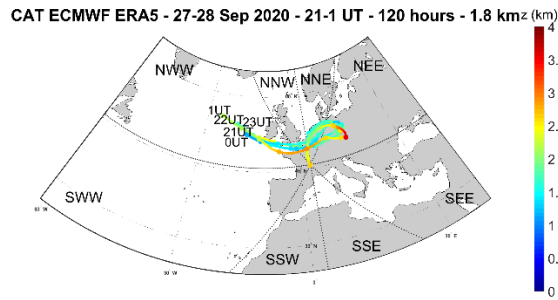 CAT ECMWF ERA5 - 27-28 Sep 2020 - 21-1 UT - 120 hours - 1.8 km
z (km)
NWW
NNW
NNE
NEE
1UT
22UT
23UT
21UT
0UT
SWW
SSW
SSE
SEE
30°N
0
4
3.
3
2.
2
1.
1
0.
0